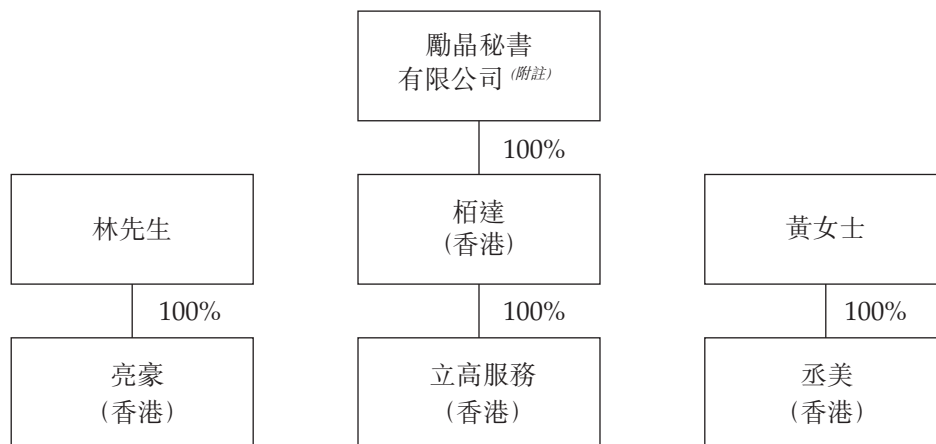 勵晶秘書
有限公司(附註)
100%
林先生
栢達
(香港)
黃女士
100%
100%
100%
亮豪
(香港)
立高服務
(香港)
丞美
(香港)